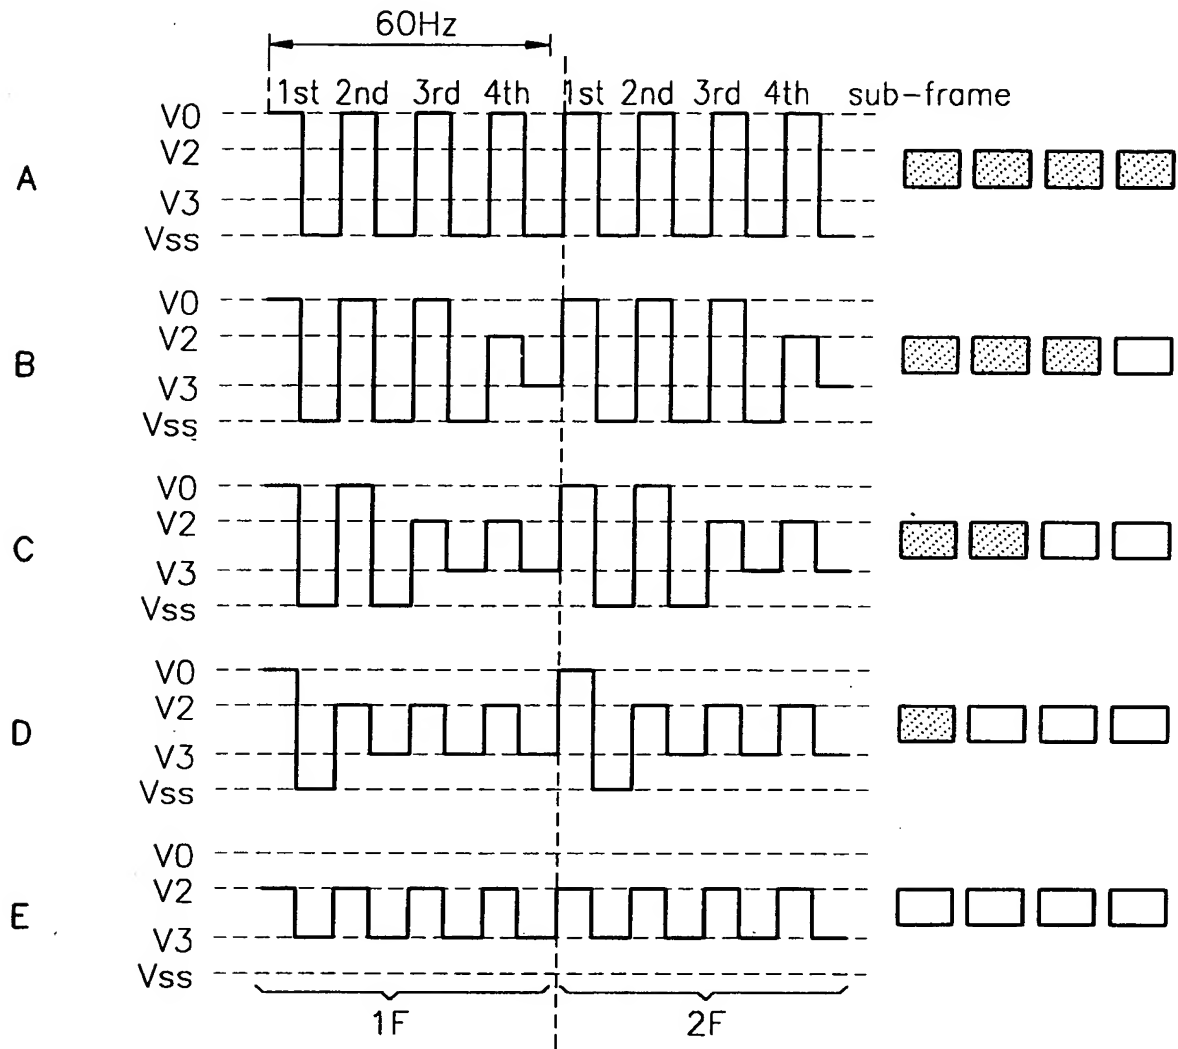 60Hz
1st 2nd 3rd 4th 1st 2nd 3rd 4th sub-frame
V0
V2
A
V3
Vss
V0
V2
B
V3
Vss
V0
V2
C
V3
Vss
V0
V2
D
V3
Vss
V0
V2
E
V3
Vss
1F 2F